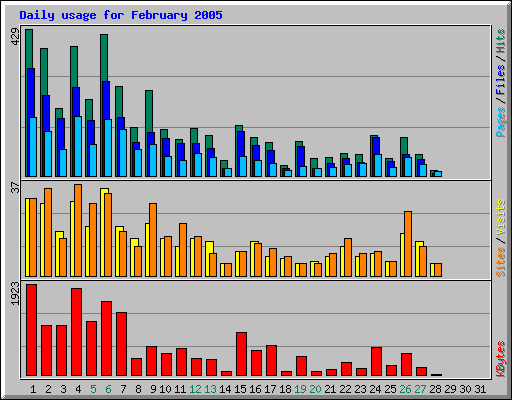 Daily usage for February 2005
429
Pages / Files / Hits
37
Sites / Visits
1923
KBytes
1 2 3 4 5 6 7 8 9 10 11 12 13 14 15 16 17 18 19 20 21 22 23 24 25 26 27 28 29 30 31